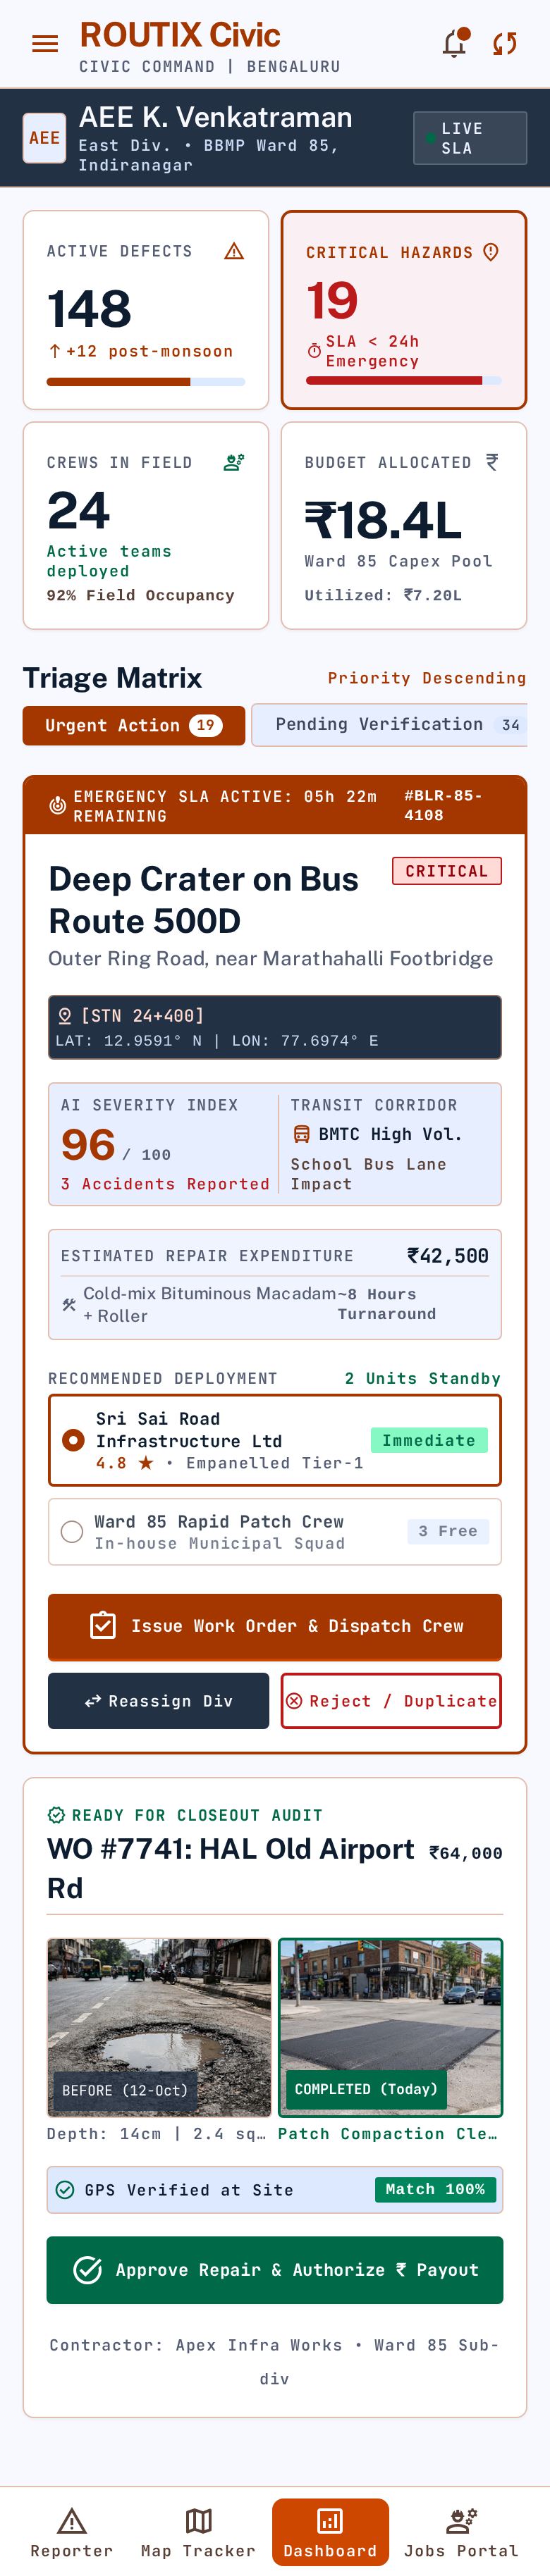 ROUTIX Civic
CIVIC COMMAND | BENGALURU
AEE
AEE K. Venkatraman
East Div. • BBMP Ward 85,
Indiranagar
LIVE
SLA
ACTIVE DEFECTS
148
↑ +12 post-monsoon
CRITICAL HAZARDS
19
SLA < 24h
Emergency
CREWS IN FIELD
24
Active teams
deployed
92% Field Occupancy
BUDGET ALLOCATED ₹
₹18.4L
Ward 85 Capex Pool
Utilized: ₹7.20L
Triage Matrix
Priority Descending
Urgent Action 19
Pending Verification 34
EMERGENCY SLA ACTIVE: 05h 22m
REMAINING
#BLR-85-
4108
Deep Crater on Bus
Route 500D
CRITICAL
Outer Ring Road, near Marathahalli Footbridge
[STN 24+400]
LAT: 12.9591° N | LON: 77.6974° E
AI SEVERITY INDEX
96 / 100
3 Accidents Reported
TRANSIT CORRIDOR
BMTC High Vol.
School Bus Lane
Impact
ESTIMATED REPAIR EXPENDITURE
₹42,500
Cold-mix Bituminous Macadam
+ Roller
~8 Hours
Turnaround
RECOMMENDED DEPLOYMENT
2 Units Standby
Sri Sai Road
Infrastructure Ltd
4.8 ★ • Empanelled Tier-1
Immediate
Ward 85 Rapid Patch Crew
In-house Municipal Squad
3 Free
Issue Work Order & Dispatch Crew
Reassign Div
Reject / Duplicate
READY FOR CLOSEOUT AUDIT
WO #7741: HAL Old Airport
Rd
₹64,000
BEFORE (12-Oct)
COMPLETED (Today)
Depth: 14cm | 2.4 sq…
Patch Compaction Cle…
GPS Verified at Site
Match 100%
Approve Repair & Authorize ₹ Payout
Contractor: Apex Infra Works • Ward 85 Sub-
div
Reporter
Map Tracker
Dashboard
Jobs Portal